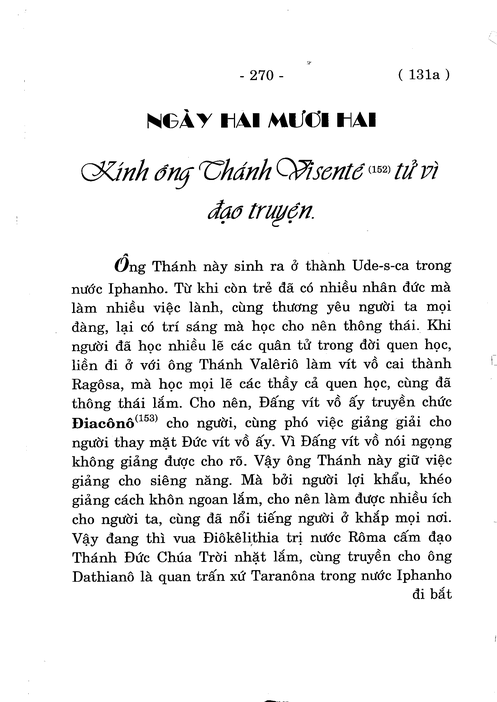 - 270 - ( 131a )
NGÀY HAI MƯƠI HAI
Kính ông Thánh Visentê (152) tử vì
đạo truyện.
Ông Thánh này sinh ra ở thành Ude-s-ca trong
nước Iphanho. Từ khi còn trẻ đã có nhiều nhân đức mà
làm nhiều việc lành, cùng thương yêu người ta mọi
đàng, lại có trí sáng mà học cho nên thông thái. Khi
người đã học nhiều lẽ các quân tử trong đời quen học,
liền đi ở với ông Thánh Valêriô làm vít vồ cai thành
Ragôsa, mà học mọi lẽ các thầy cả quen học, cùng đã
thông thái lắm. Cho nên, Đấng vít vồ ấy truyền chức
Điacônô(153) cho người, cùng phó việc giảng giải cho
người thay mặt Đức vít vồ ấy. Vì Đấng vít vồ nói ngọng
không giảng được cho rõ. Vậy ông Thánh này giữ việc
giảng cho siêng năng. Mà bởi người lợi khẩu, khéo
giảng cách khôn ngoan lắm, cho nên làm được nhiều ích
cho người ta, cùng đã nổi tiếng người ở khắp mọi nơi.
Vậy đang thì vua Điôkêlithia trị nước Rôma cấm đạo
Thánh Đức Chúa Trời nhặt lắm, cùng truyền cho ông
Dathianô là quan trấn xứ Taranôna trong nước Iphanho
đi bắt